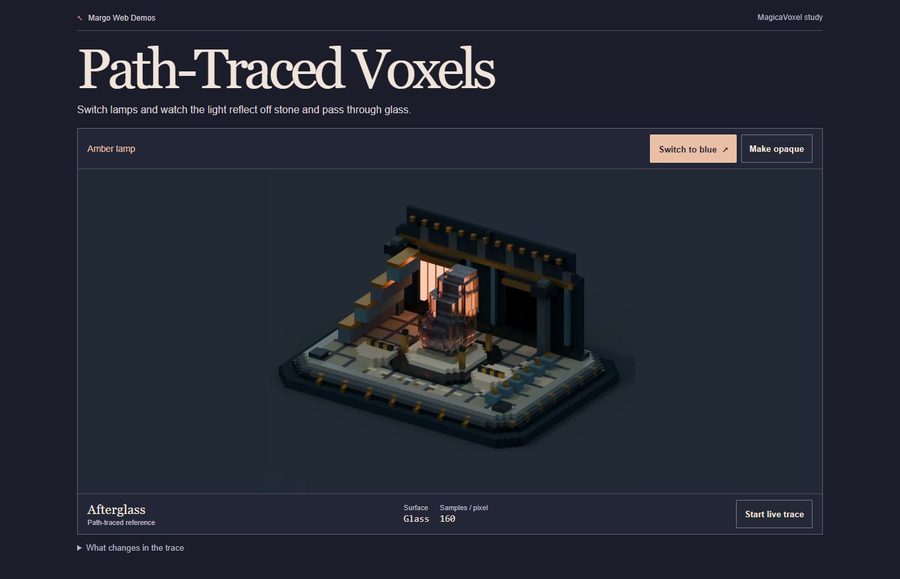 Margo Web Demos
MagicaVoxel study
Path-Traced Voxels
Switch lamps and watch the light reflect off stone and pass through glass.
Amber lamp
Switch to blue ↗
Make opaque
Afterglass
Path-traced reference
Surface
Glass
Samples / pixel
160
Start live trace
What changes in the trace